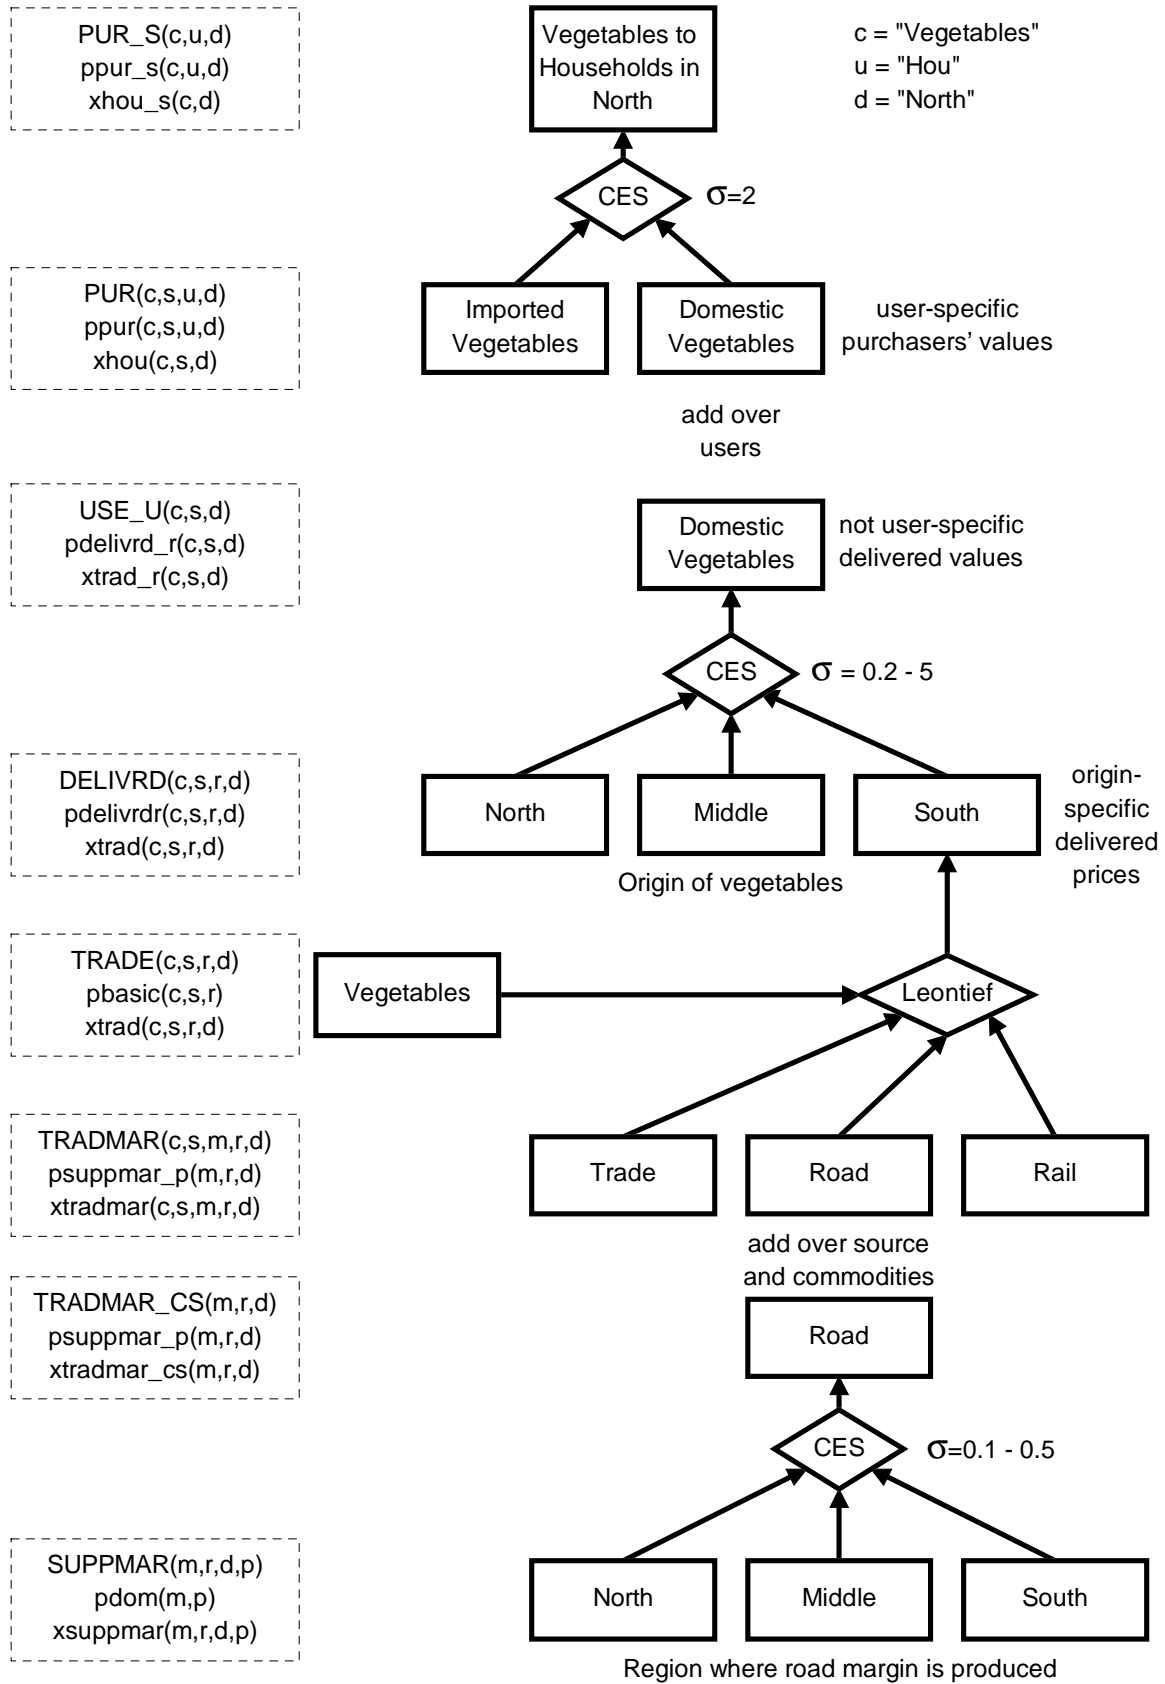 PUR_S(c,u,d)
ppur_s(c,u,d)
xhou_s(c,d)
Vegetables to
Households in
North
c = "Vegetables"
u = "Hou"
d = "North"
CES
σ=2
PUR(c,s,u,d)
ppur(c,s,u,d)
xhou(c,s,d)
Imported
Vegetables
Domestic
Vegetables
user-specific
purchasers’ values
add over
users
USE_U(c,s,d)
pdelivrd_r(c,s,d)
xtrad_r(c,s,d)
Domestic
Vegetables
not user-specific
delivered values
CES
σ = 0.2 - 5
DELIVRD(c,s,r,d)
pdelivrdr(c,s,r,d)
xtrad(c,s,r,d)
North
Middle
South
origin-
specific
delivered
prices
Origin of vegetables
TRADE(c,s,r,d)
pbasic(c,s,r)
xtrad(c,s,r,d)
Vegetables
Leontief
TRADMAR(c,s,m,r,d)
psuppmar_p(m,r,d)
xtradmar(c,s,m,r,d)
Trade
Road
Rail
add over source
and commodities
TRADMAR_CS(m,r,d)
psuppmar_p(m,r,d)
xtradmar_cs(m,r,d)
Road
CES
σ=0.1 - 0.5
SUPPMAR(m,r,d,p)
pdom(m,p)
xsuppmar(m,r,d,p)
North
Middle
South
Region where road margin is produced